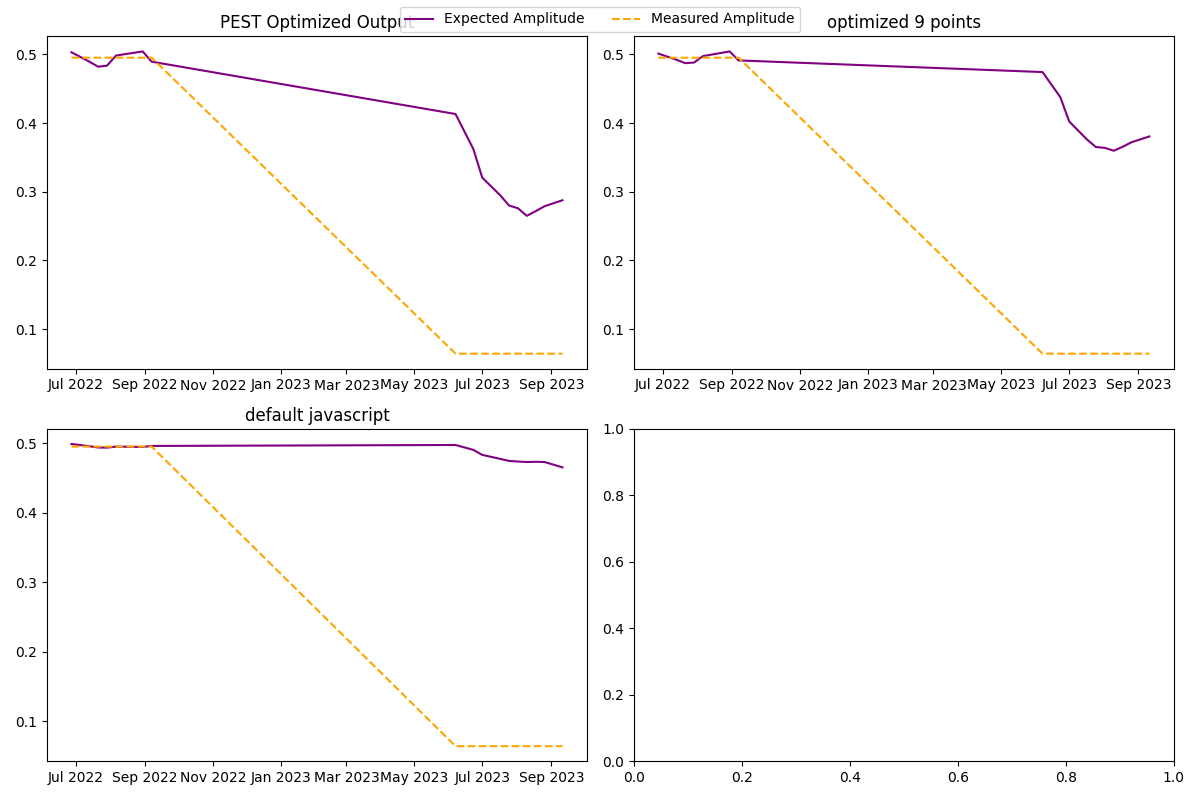 Expected Amplitude Measured Amplitude
PEST Optimized Output
0.5
0.4
0.3
0.2
0.1
Jul 2022 Sep 2022 Nov 2022 Jan 2023 Mar 2023 May 2023 Jul 2023 Sep 2023
optimized 9 points
0.5
0.4
0.3
0.2
0.1
Jul 2022 Sep 2022 Nov 2022 Jan 2023 Mar 2023 May 2023 Jul 2023 Sep 2023
default javascript
0.5
0.4
0.3
0.2
0.1
Jul 2022 Sep 2022 Nov 2022 Jan 2023 Mar 2023 May 2023 Jul 2023 Sep 2023
1.0
0.8
0.6
0.4
0.2
0.0
0.0 0.2 0.4 0.6 0.8 1.0